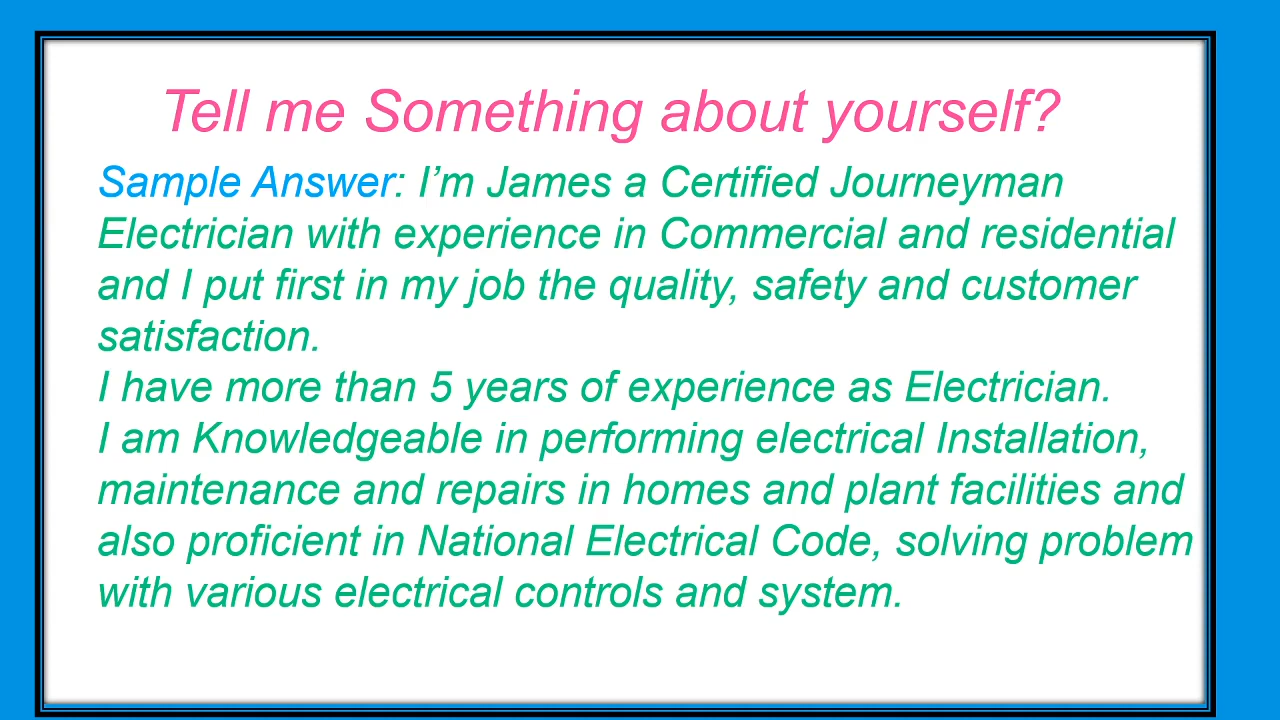 Tell me Something about yourself?
Sample Answer: I’m James a Certified Journeyman
Electrician with experience in Commercial and residential
and I put first in my job the quality, safety and customer
satisfaction.
I have more than 5 years of experience as Electrician.
I am Knowledgeable in performing electrical Installation,
maintenance and repairs in homes and plant facilities and
also proficient in National Electrical Code, solving problem
with various electrical controls and system.